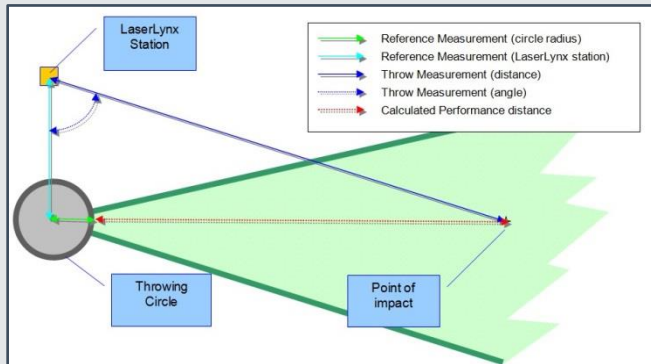 LaserLynx
Station
Reference Measurement (circle radius)
Reference Measurement (LaserLynx station)
Throw Measurement (distance)
Throw Measurement (angle)
Calculated Performance distance
Throwing
Circle
Point of
impact